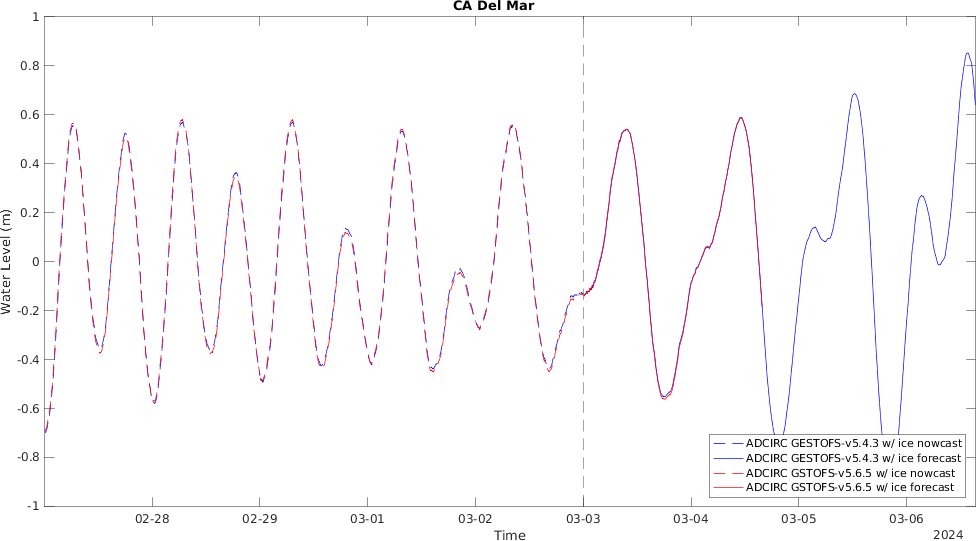 CA Del Mar
1
0.8
0.6
0.4
0.2
0
-0.2
-0.4
-0.6
-0.8
-1
Water Level (m)
02-28 02-29 03-01 03-02 03-03 03-04 03-05 03-06
Time
2024
ADCIRC GESTOFS-v5.4.3 w/ ice nowcast
ADCIRC GESTOFS-v5.4.3 w/ ice forecast
ADCIRC GSTOFS-v5.6.5 w/ ice nowcast
ADCIRC GSTOFS-v5.6.5 w/ ice forecast